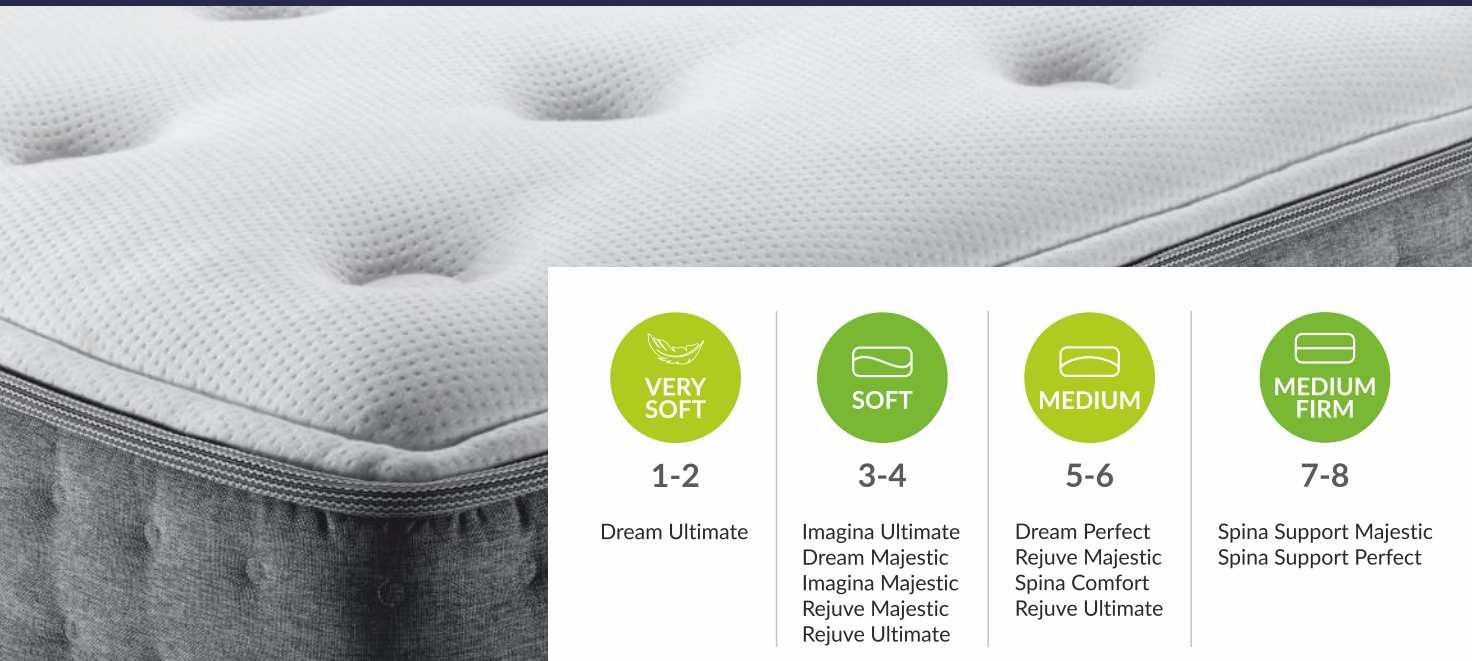 VERY
SOFT
1-2
Dream Ultimate
SOFT
3-4
Imagina Ultimate
Dream Majestic
Imagina Majestic
Rejuve Majestic
Rejuve Ultimate
MEDIUM
5-6
Dream Perfect
Rejuve Majestic
Spina Comfort
Rejuve Ultimate
MEDIUM
FIRM
7-8
Spina Support Majestic
Spina Support Perfect